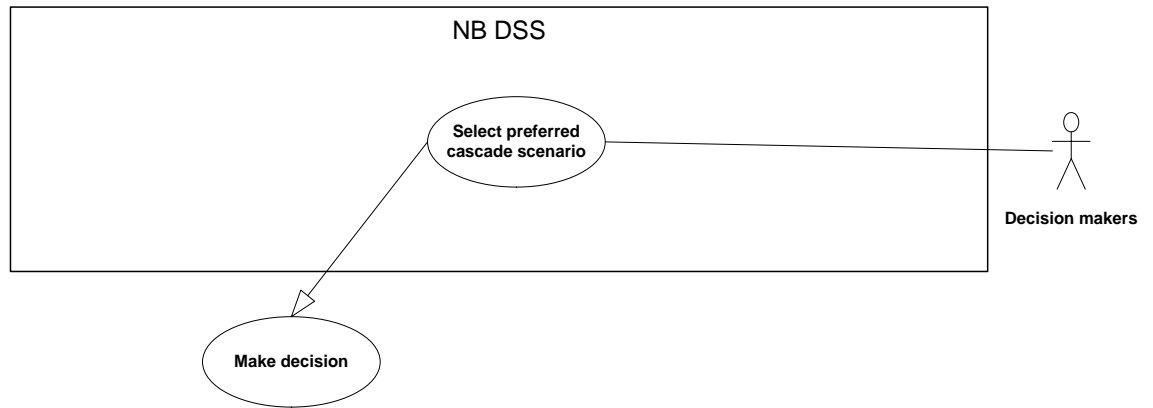 NB DSS
Select preferred
cascade scenario
Decision makers
Make decision